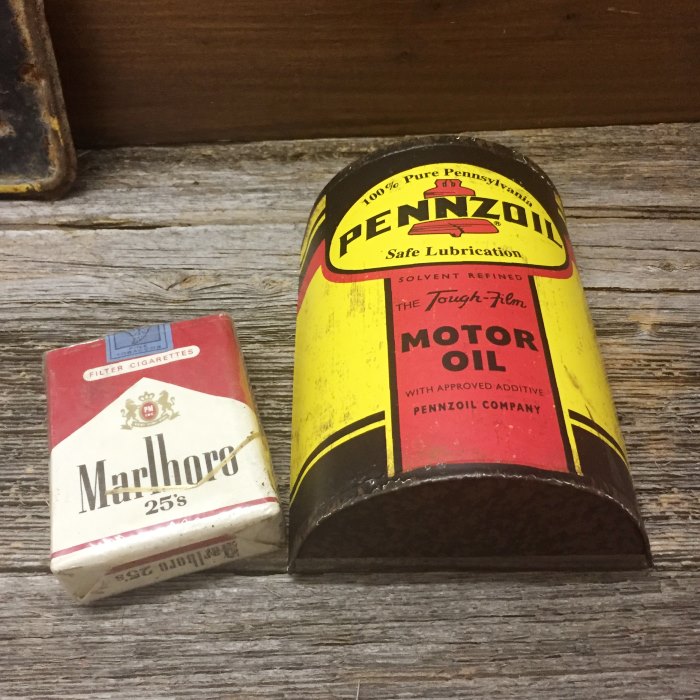 FILTER CIGARETTES
PM
Marlboro
25's
Marlboro 25's
100% Pure Pennsylvania
PENNZOIL®
Safe Lubrication
SOLVENT REFINED
THE Tough-Film
MOTOR
OIL
WITH APPROVED ADDITIVE
PENNZOIL COMPANY